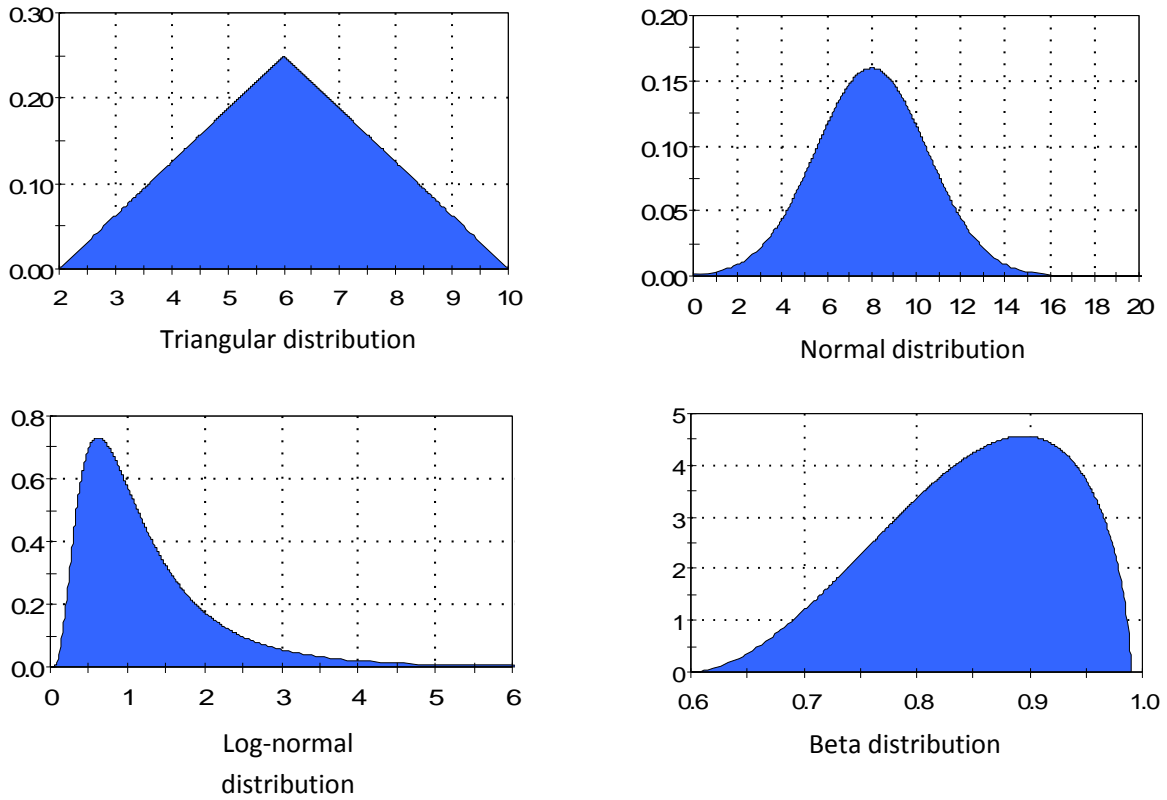 0.30
0.20
0.10
0.00
2 3 4 5 6 7 8 9 10
Triangular distribution
0.20
0.15
0.10
0.05
0.00
0 2 4 6 8 10 12 14 16 18 20
Normal distribution
0.8
0.6
0.4
0.2
0.0
0 1 2 3 4 5 6
Log-normal
distribution
5
4
3
2
1
0
0.6 0.7 0.8 0.9 1.0
Beta distribution